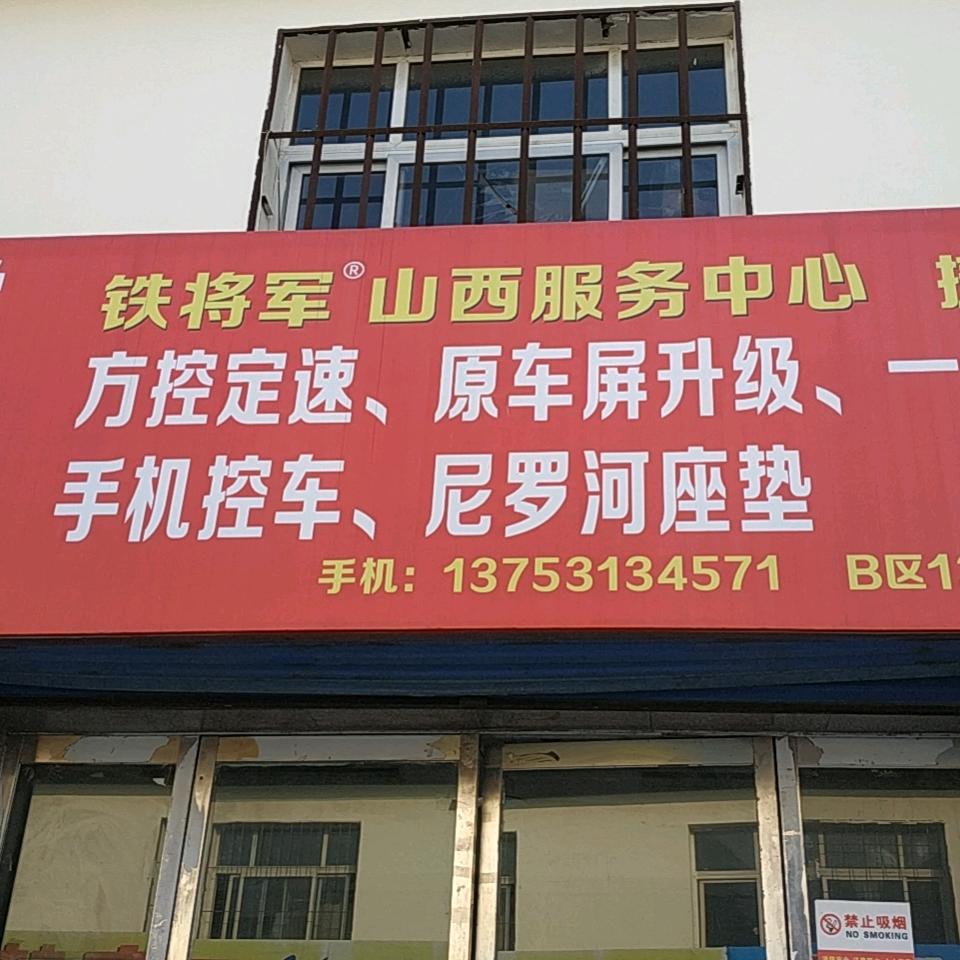 铁将军® 山西服务中心
方控定速、原车屏升级、一
手机控车、尼罗河座垫
手机：13753134571 B区1
禁止吸烟
NO SMOKING